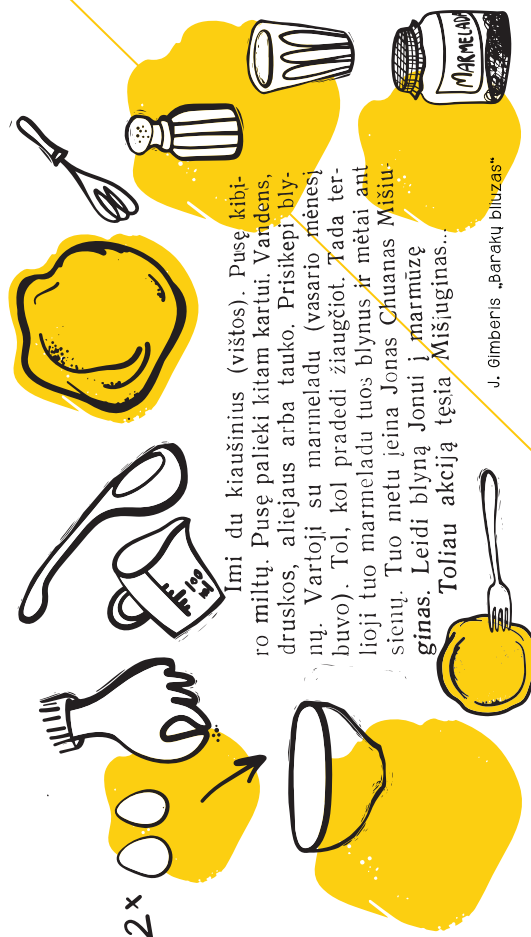 2×
MARMELADA
Imi du kiaušinius (vištos). Pusę kibi-
ro miltų. Pusę palieki kitam kartui. Vandens,
druskos, aliejaus arba tauko. Prisikepi bly-
nų. Vartoji su marmeladu (vasario mėnesį
buvo). Tol, kol pradedi žiaugčiot. Tada ter-
lioji tuo marmeladu tuos blynus ir mėtai ant
sienų. Tuo metu įeina Jonas Chuanas Mišiu-
ginas. Leidi blyną Jonui į marmūzę
Toliau akciją tęsia Mišiuginas...
J. Gimberis „Barakų bliuzas“